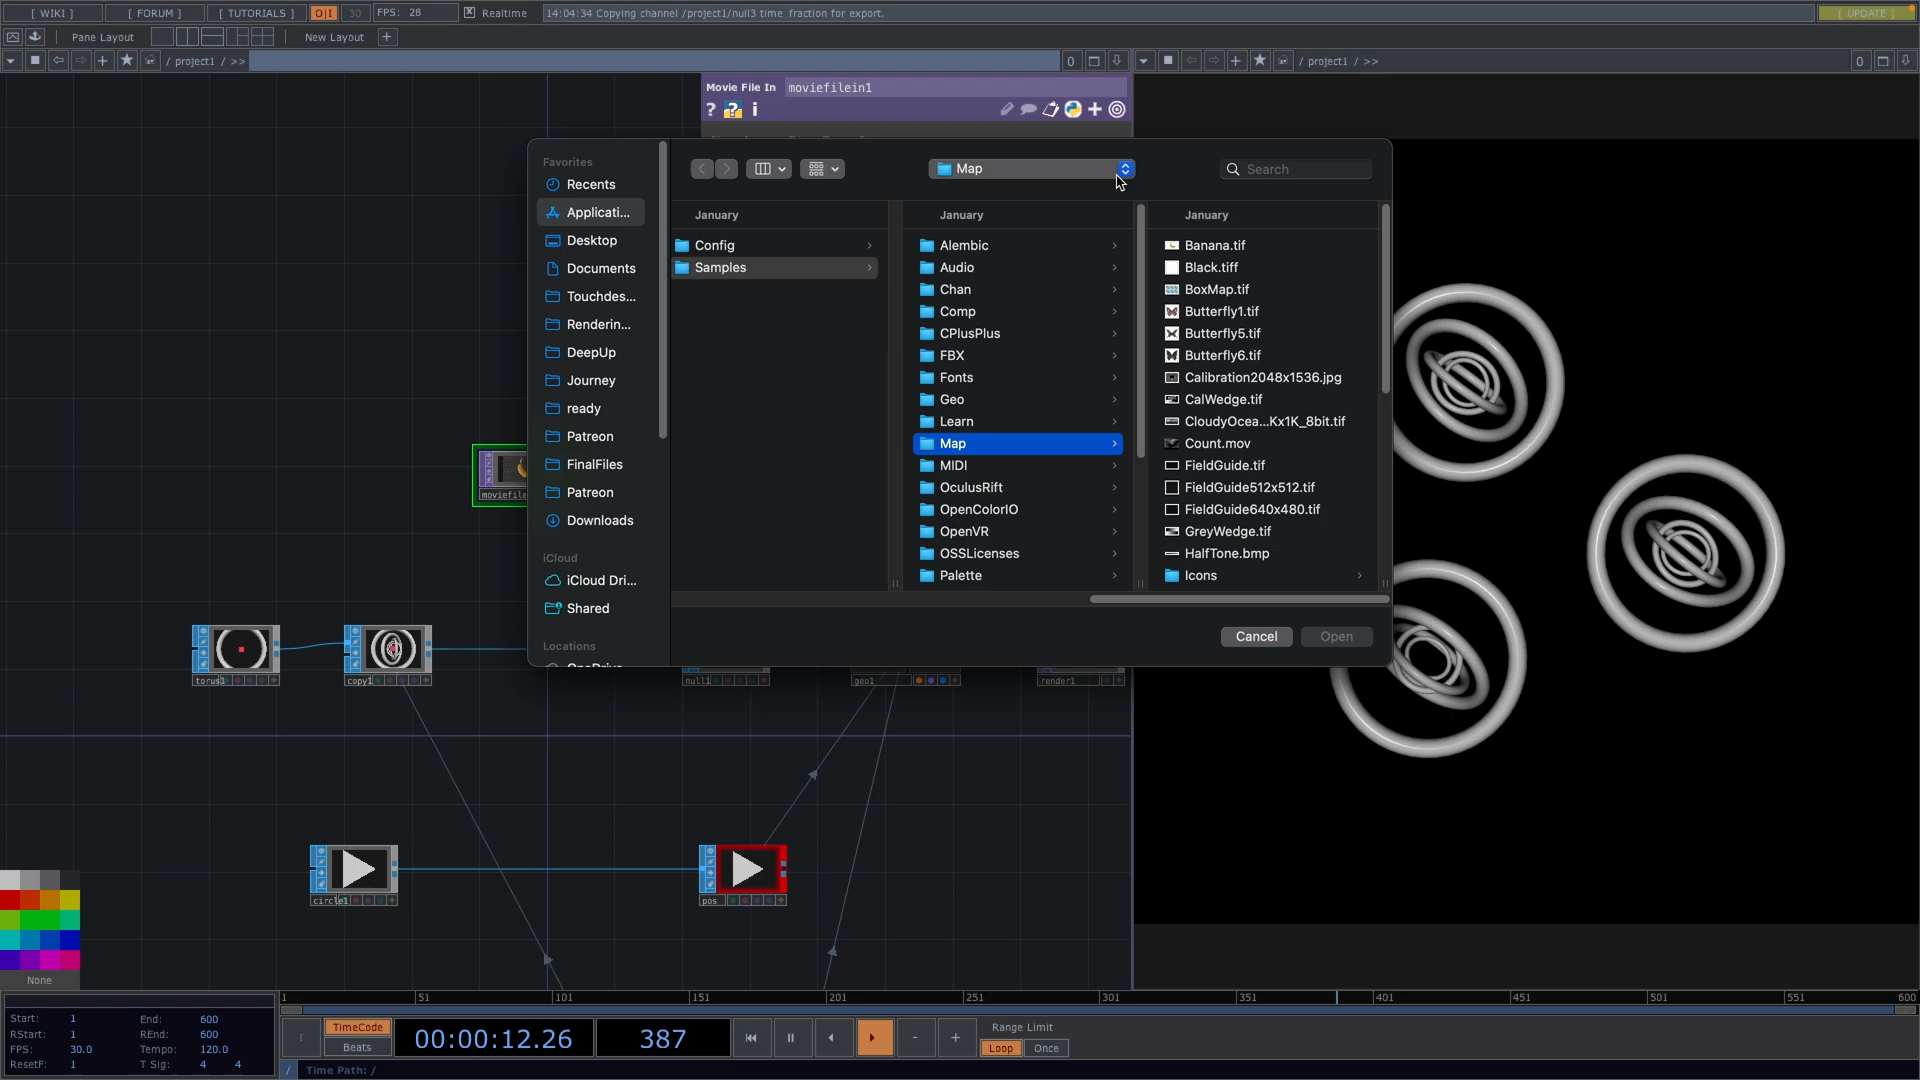 [ WIKI ]
[ FORUM ]
[ TUTORIALS ]
O|I
30
FPS: 28
Realtime
14:04:34 Copying channel /project1/null3 time_fraction for export.
[ UPDATE ]
Pane Layout
New Layout
+
/ project1 / >>
0
/ project1 / >>
0
Movie File In
moviefilein1
Favorites
Recents
Applicati...
Desktop
Documents
Touchdes...
Renderin...
DeepUp
Journey
ready
Patreon
FinalFiles
Patreon
Downloads
iCloud
iCloud Dri...
Shared
Locations
Map
Search
January
Config
Samples
January
Alembic
Audio
Chan
Comp
CPlusPlus
FBX
Fonts
Geo
Learn
Map
MIDI
OculusRift
OpenColorIO
OpenVR
OSSLicenses
Palette
January
Banana.tif
Black.tiff
BoxMap.tif
Butterfly1.tif
Butterfly5.tif
Butterfly6.tif
Calibration2048x1536.jpg
CalWedge.tif
CloudyOcea...Kx1K_8bit.tif
Count.mov
FieldGuide.tif
FieldGuide512x512.tif
FieldGuide640x480.tif
GreyWedge.tif
HalfTone.bmp
Icons
Cancel
Open
moviefile
torus1
copy1
null1
geo1
render1
circle1
pos
None
1
51
101
151
201
251
301
351
401
451
501
551
600
Start: 1 End: 600
RStart: 1 REnd: 600
FPS: 30.0 Tempo: 120.0
ResetF: 1 T Sig: 4 4
TimeCode
Beats
00:00:12.26
387
-
+
Range Limit
Loop
Once
/
Time Path: /